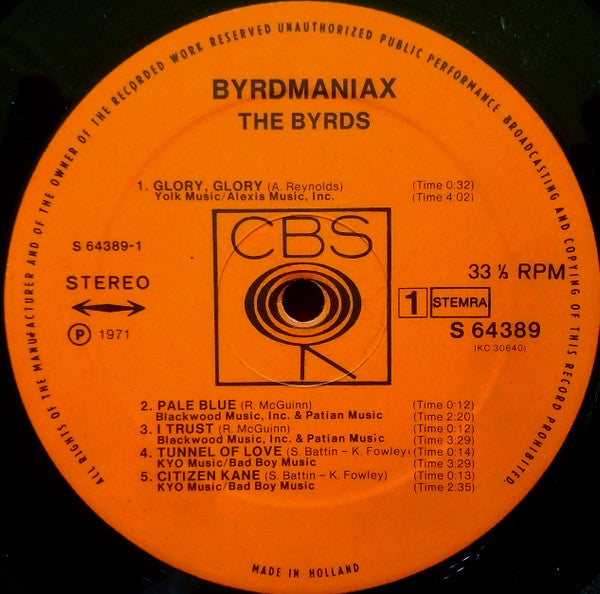 ALL RIGHTS OF THE MANUFACTURER AND OF THE OWNER OF THE RECORDED WORK RESERVED UNAUTHORIZED PUBLIC PERFORMANCE BROADCASTING AND COPYING OF THIS RECORD PROHIBITED.
BYRDMANIAX
THE BYRDS
1. GLORY, GLORY (A. Reynolds) (Time 0:32)
Yolk Music/Alexis Music, Inc. (Time 4:02)
CBS
S 64389-1
STEREO
℗ 1971
33 ⅓ RPM
1 STEMRA
S 64389
(KC 30640)
2. PALE BLUE (R. McGuinn) (Time 0:12)
Blackwood Music, Inc. & Patian Music (Time 2:20)
3. I TRUST (R. McGuinn) (Time 0:12)
Blackwood Music, Inc. & Patian Music (Time 3:29)
4. TUNNEL OF LOVE (S. Battin – K. Fowley) (Time 0:14)
KYO Music/Bad Boy Music (Time 3:29)
5. CITIZEN KANE (S. Battin – K. Fowley) (Time 0:13)
KYO Music/Bad Boy Music (Time 2:35)
MADE IN HOLLAND